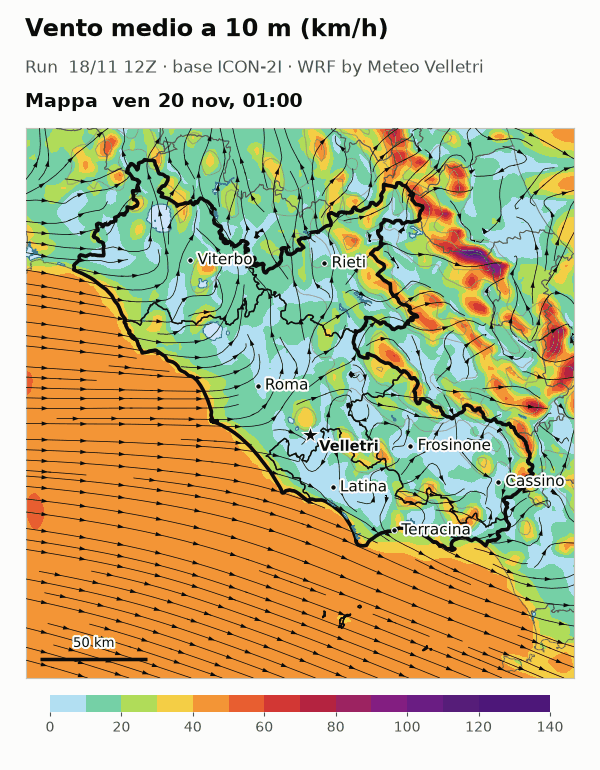 Vento medio a 10 m (km/h)
Run  18/11 12Z · base ICON-2I · WRF by Meteo Velletri
Mappa  ven 20 nov, 01:00
Viterbo
Rieti
Roma
Velletri
Frosinone
Latina
Cassino
Terracina
50 km
0 20 40 60 80 100 120 140